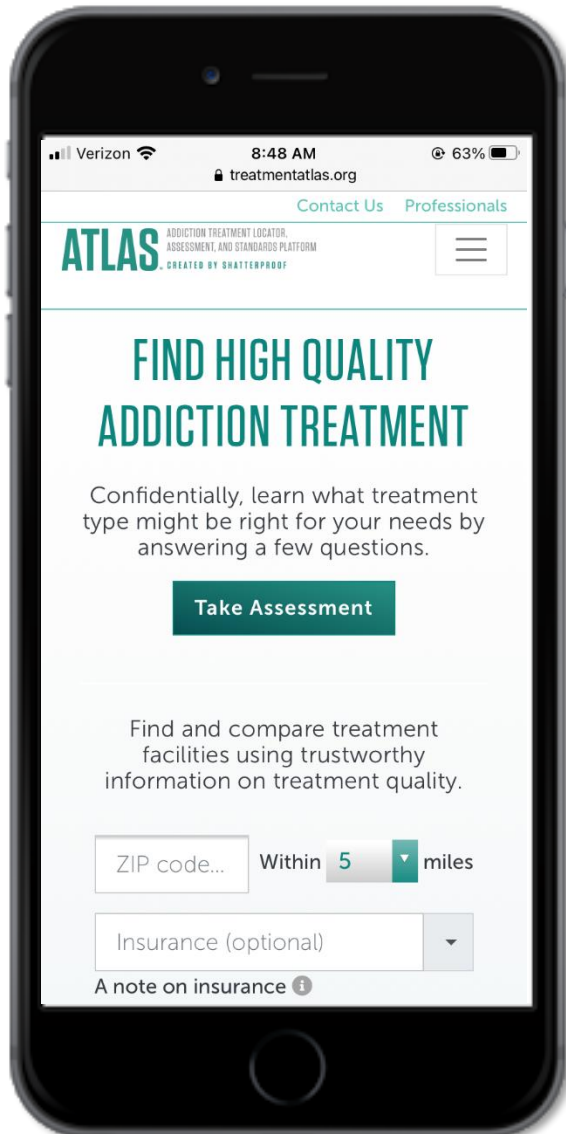 Verizon 8:48 AM 63%
treatmentatlas.org
Contact Us Professionals
ATLAS
ADDICTION TREATMENT LOCATOR,
ASSESSMENT, AND STANDARDS PLATFORM
CREATED BY SHATTERPROOF
FIND HIGH QUALITY
ADDICTION TREATMENT
Confidentially, learn what treatment
type might be right for your needs by
answering a few questions.
Take Assessment
Find and compare treatment
facilities using trustworthy
information on treatment quality.
ZIP code... Within 5 miles
Insurance (optional)
A note on insurance i